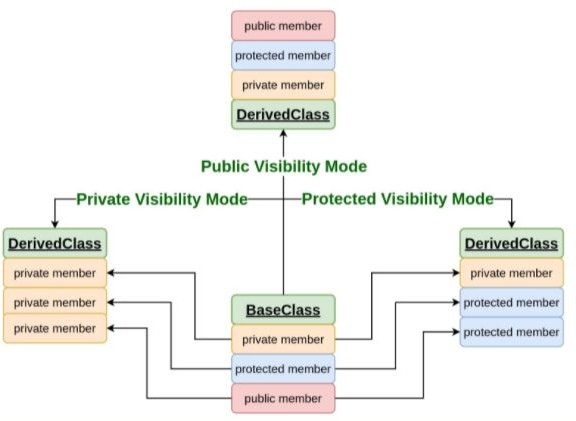 public member
protected member
private member
DerivedClass
Public Visibility Mode
Private Visibility Mode
Protected Visibility Mode
DerivedClass
private member
private member
private member
DerivedClass
private member
protected member
protected member
BaseClass
private member
protected member
public member